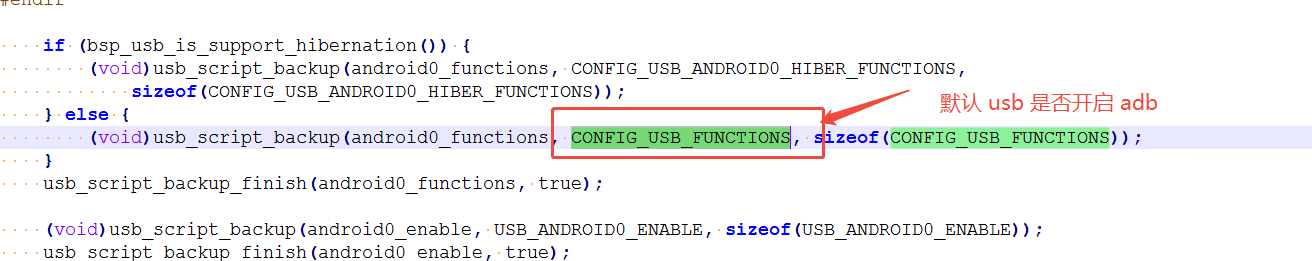 #endif
if (bsp_usb_is_support_hibernation()) {
(void)usb_script_backup(android0_functions, CONFIG_USB_ANDROID0_HIBER_FUNCTIONS,
sizeof(CONFIG_USB_ANDROID0_HIBER_FUNCTIONS));
} else {
(void)usb_script_backup(android0_functions, CONFIG_USB_FUNCTIONS, sizeof(CONFIG_USB_FUNCTIONS));
}
usb_script_backup_finish(android0_functions, true);
(void)usb_script_backup(android0_enable, USB_ANDROID0_ENABLE, sizeof(USB_ANDROID0_ENABLE));
usb_script_backup_finish(android0_enable, true);
默认 usb 是否开启 adb